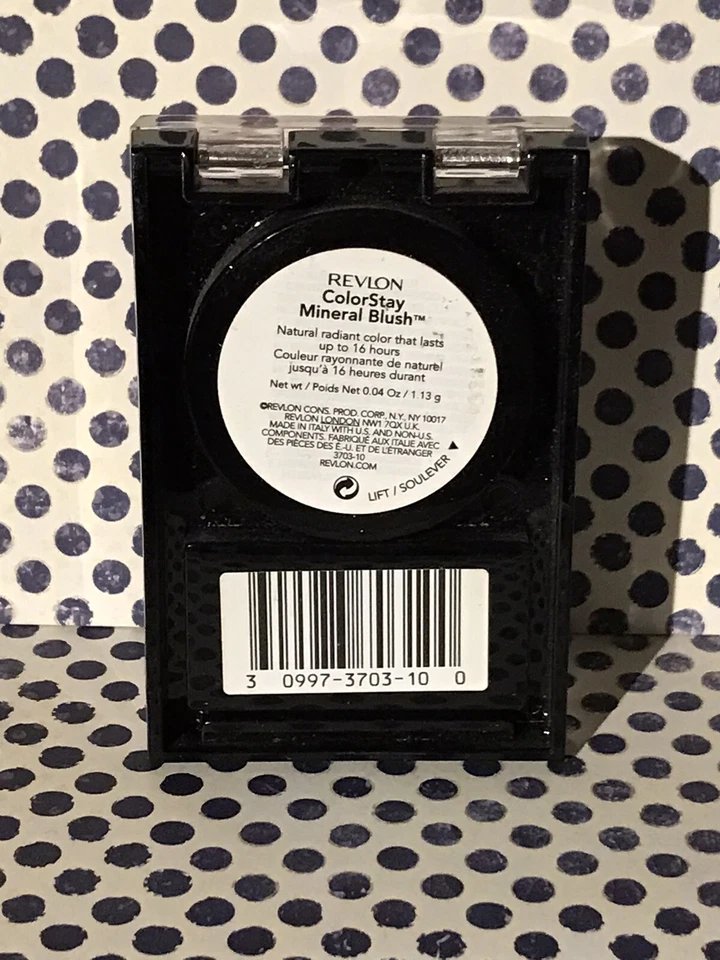 REVLON
ColorStay
Mineral Blush™
Natural radiant color that lasts
up to 16 hours
Couleur rayonnante de naturel
jusqu'à 16 heures durant
Net wt / Poids Net 0.04 Oz / 1.13 g
©REVLON CONS. PROD. CORP., N.Y., NY 10017
REVLON LONDON NW1 7QX U.K.
MADE IN ITALY WITH U.S. AND NON-U.S.
COMPONENTS. FABRIQUÉ AUX ITALIE AVEC
DES PIÈCES DES É-U. ET DE L'ÉTRANGER
3703-10
REVLON.COM
LIFT / SOULEVER
3 0997-3703-10 0